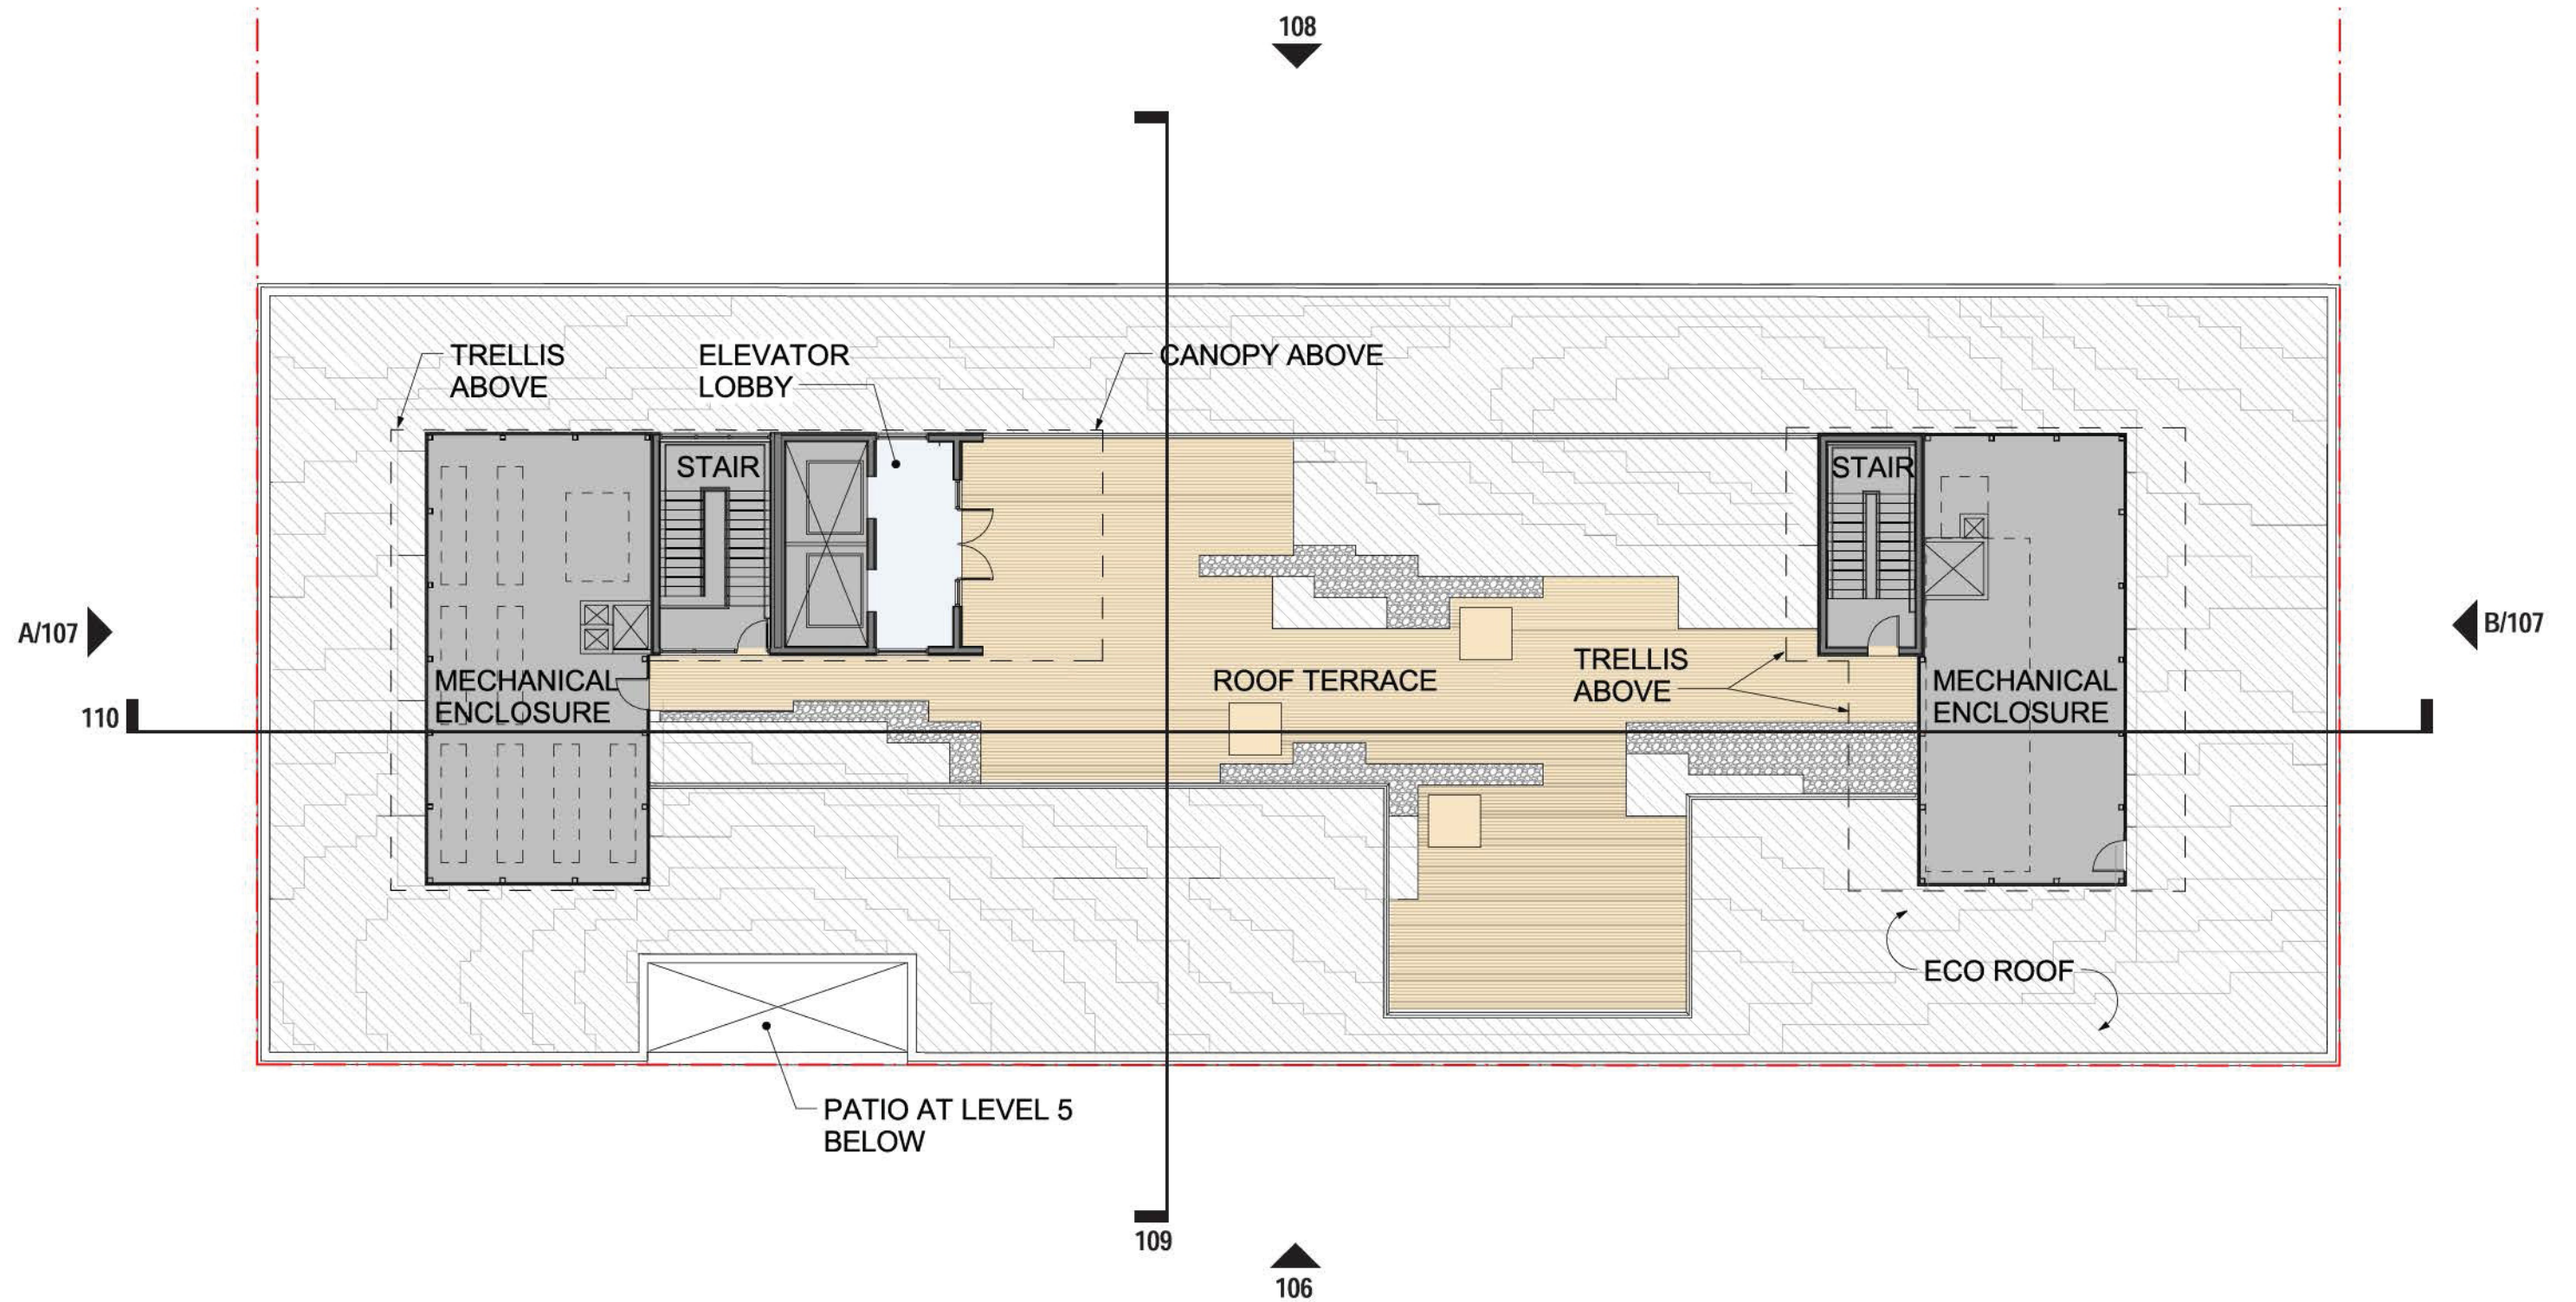 108
TRELLIS
ABOVE
ELEVATOR
LOBBY
CANOPY ABOVE
STAIR
STAIR
A/107
B/107
MECHANICAL
ENCLOSURE
ROOF TERRACE
TRELLIS
ABOVE
MECHANICAL
ENCLOSURE
110
ECO ROOF
PATIO AT LEVEL 5
BELOW
109
106